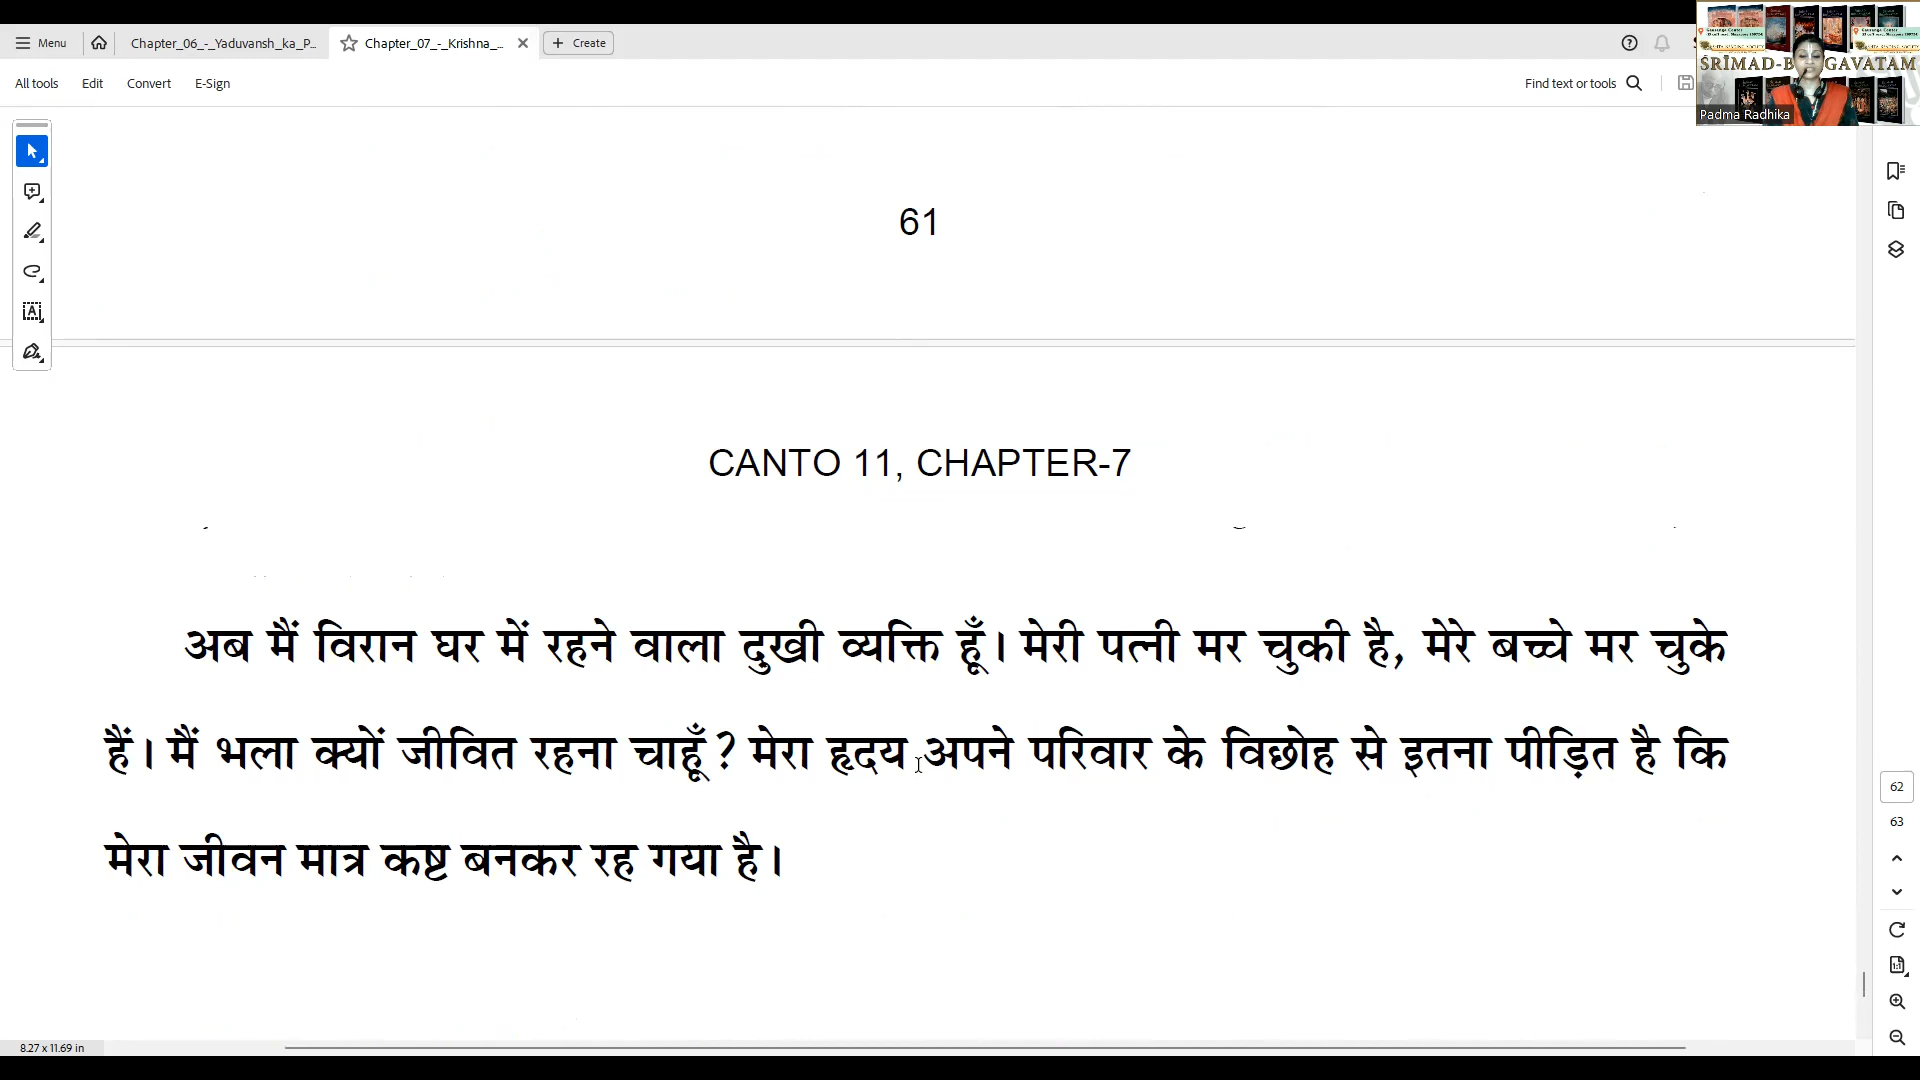 Menu
Chapter_06_-_Yaduvansh_ka_P...
Chapter_07_-_Krishna_...
Create
All tools
Edit
Convert
E-Sign
Find text or tools
ŚRĪMAD-B GAVATAM
Padma Radhika
61
CANTO 11, CHAPTER-7
अब मैं विरान घर में रहने वाला दुखी व्यक्ति हूँ। मेरी पत्नी मर चुकी है, मेरे बच्चे मर चुके
हैं। मैं भला क्यों जीवित रहना चाहूँ? मेरा हृदय अपने परिवार के विछोह से इतना पीड़ित है कि
मेरा जीवन मात्र कष्ट बनकर रह गया है।
62
63
8.27 x 11.69 in